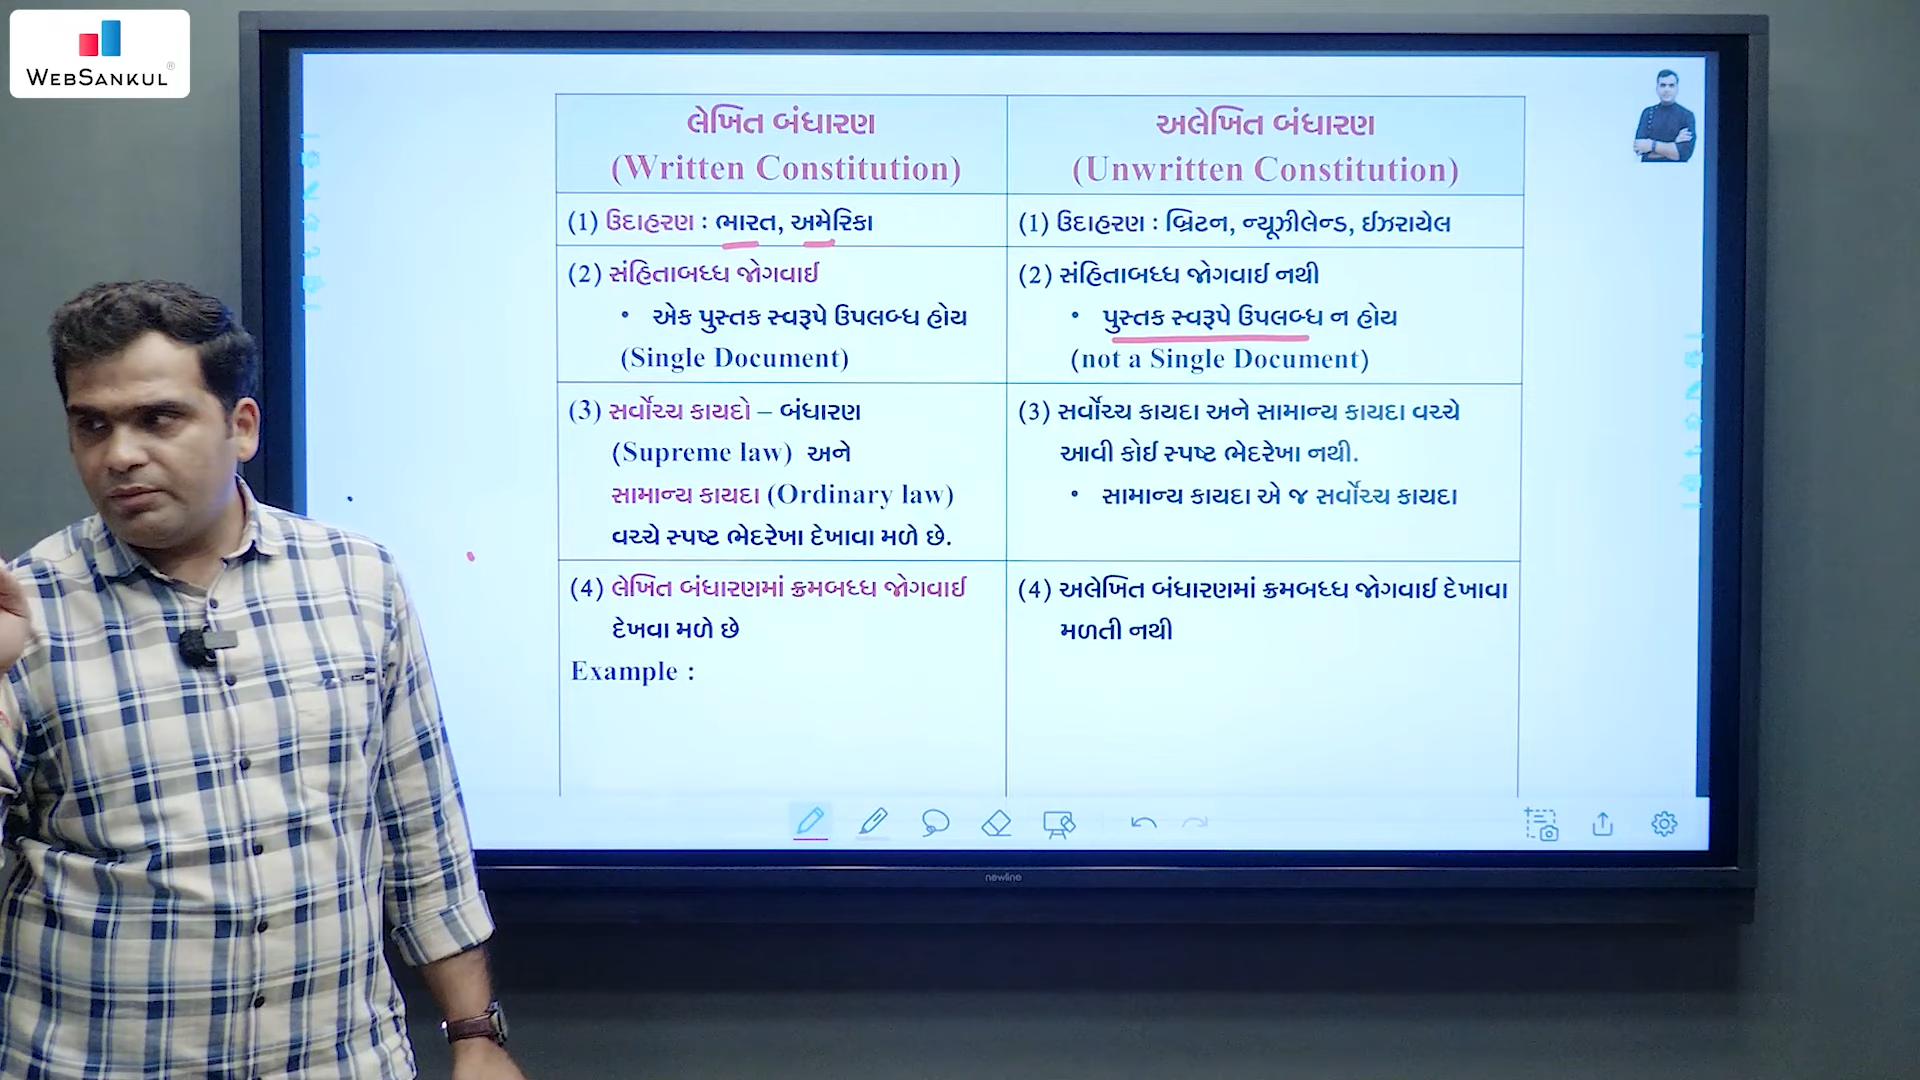 WEBSANKUL
લેખિત બંધારણ
(Written Constitution)
અલેખિત બંધારણ
(Unwritten Constitution)
(1) ઉદાહરણ : ભારત, અમેરિકા
(1) ઉદાહરણ : બ્રિટન, ન્યૂઝીલેન્ડ, ઈઝરાયેલ
(2) સંહિતાબધ્ધ જોગવાઈ
• એક પુસ્તક સ્વરૂપે ઉપલબ્ધ હોય
(Single Document)
(2) સંહિતાબધ્ધ જોગવાઈ નથી
• પુસ્તક સ્વરૂપે ઉપલબ્ધ ન હોય
(not a Single Document)
(3) સર્વોચ્ચ કાયદો – બંધારણ
(Supreme law) અને
સામાન્ય કાયદા (Ordinary law)
વચ્ચે સ્પષ્ટ ભેદરેખા દેખાવા મળે છે.
(3) સર્વોચ્ચ કાયદા અને સામાન્ય કાયદા વચ્ચે
આવી કોઈ સ્પષ્ટ ભેદરેખા નથી.
• સામાન્ય કાયદા એ જ સર્વોચ્ચ કાયદા
(4) લેખિત બંધારણમાં ક્રમબધ્ધ જોગવાઈ
દેખવા મળે છે
Example :
(4) અલેખિત બંધારણમાં ક્રમબધ્ધ જોગવાઈ દેખાવા
મળતી નથી
newline